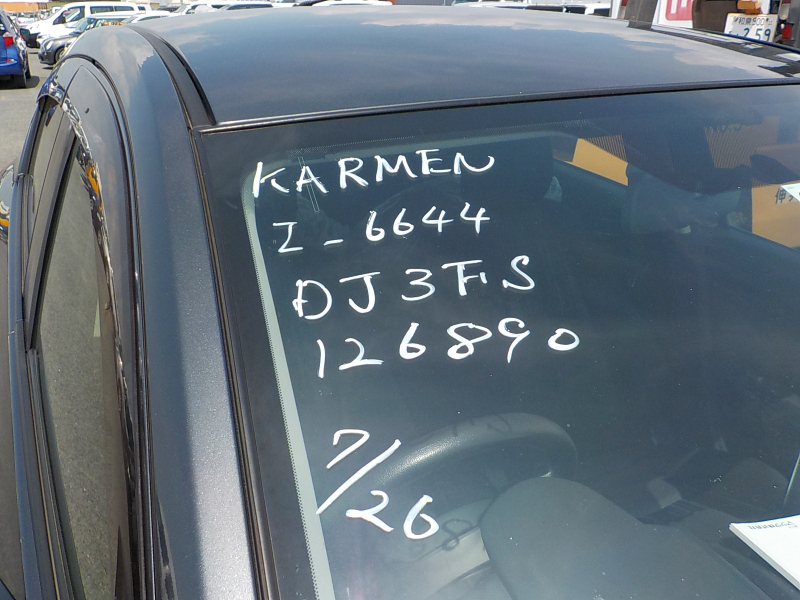 KARMEN
I-6644
DJ3FS
126890
7/26